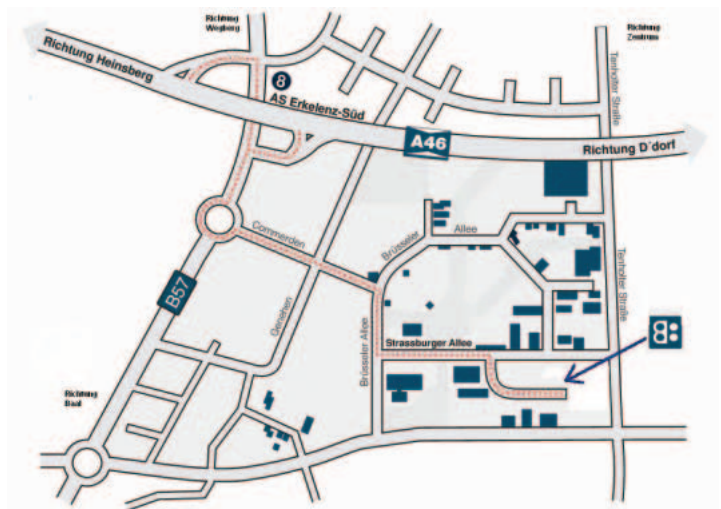 Richtung
Wegberg
Richtung
Zentrum
Richtung Heinsberg
8
AS Erkelenz-Süd
Tenholter Straße
A46
Richtung D´dorf
Commerden
Brüsseler
Allee
Tenholter Straße
B57
Genehen
Brüsseler Allee
Strassburger Allee
Richtung
Baal